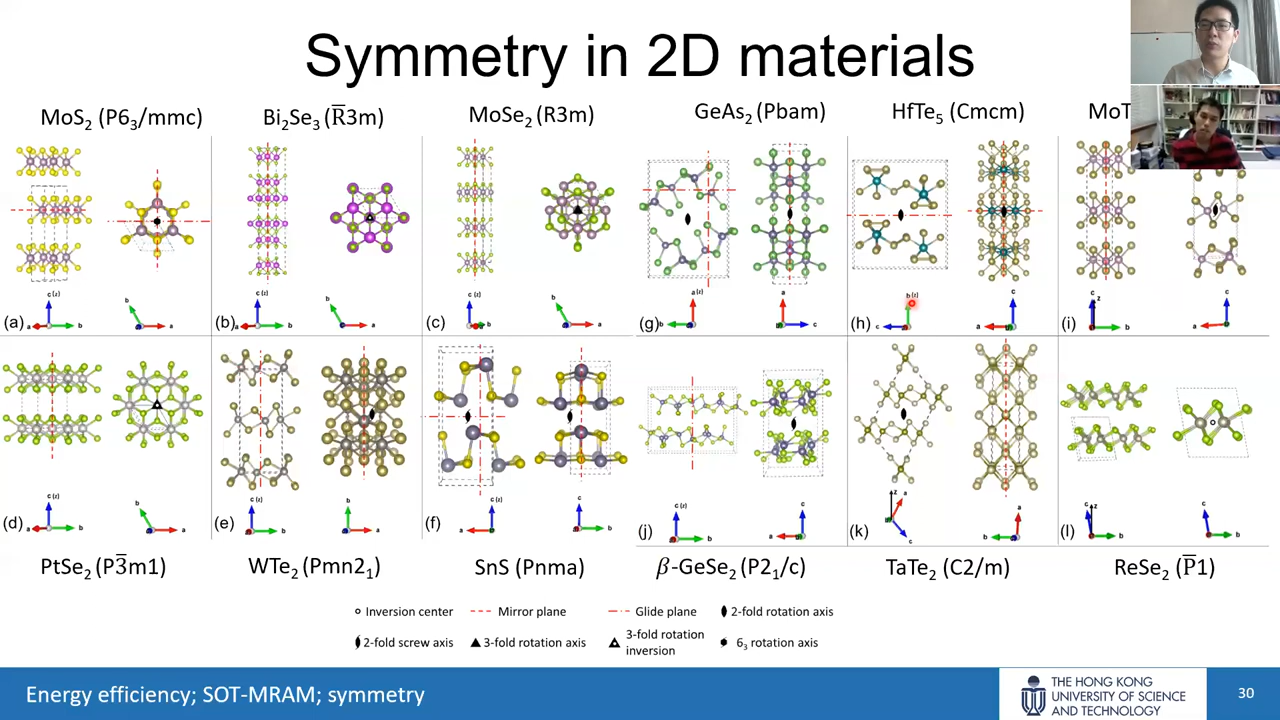 Symmetry in 2D materials
MoS2 (P63/mmc)
Bi2Se3 (R̅3m)
MoSe2 (R3m)
GeAs2 (Pbam)
HfTe5 (Cmcm)
c (z)
a
b
(a)
b
a
c (z)
a
b
(b)
b
a
c (z)
b
(c)
b
a
a (z)
b
(g)
a
c
b (z)
c
(h)
c
a
b
c
z
b
(i)
c
a
c (z)
a
b
(d)
b
a
c (z)
b
(e)
b
a
c (z)
a
(f)
c
b
c (z)
b
(j)
c
a
z
a
c
(k)
a
b
c
z
b
(l)
c
b
PtSe2 (P3̅m1)
WTe2 (Pmn21)
SnS (Pnma)
β-GeSe2 (P21/c)
TaTe2 (C2/m)
ReSe2 (P̅1)
Inversion center
Mirror plane
Glide plane
2-fold rotation axis
2-fold screw axis
3-fold rotation axis
3-fold rotation
inversion
63 rotation axis
Energy efficiency; SOT-MRAM; symmetry
THE HONG KONG
UNIVERSITY OF SCIENCE
AND TECHNOLOGY
30